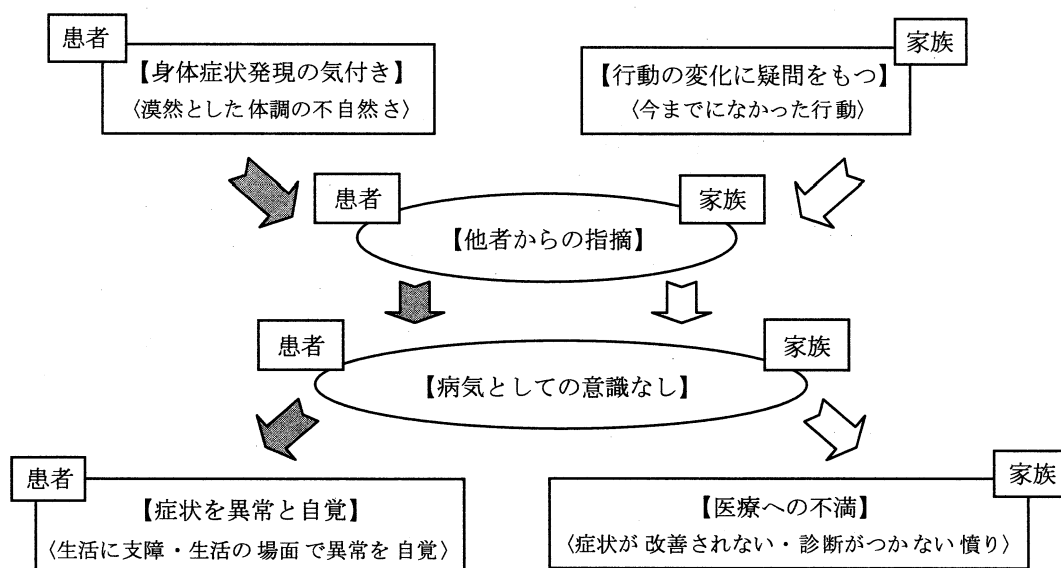 患者
家族
【身体症状発現の気付き】
〈漠然とした体調の不自然さ〉
【行動の変化に疑問をもつ】
〈今までになかった行動〉
患者
家族
【他者からの指摘】
患者
家族
【病気としての意識なし】
患者
家族
【症状を異常と自覚】
〈生活に支障・生活の場面で異常を自覚〉
【医療への不満】
〈症状が改善されない・診断がつかない憤り〉